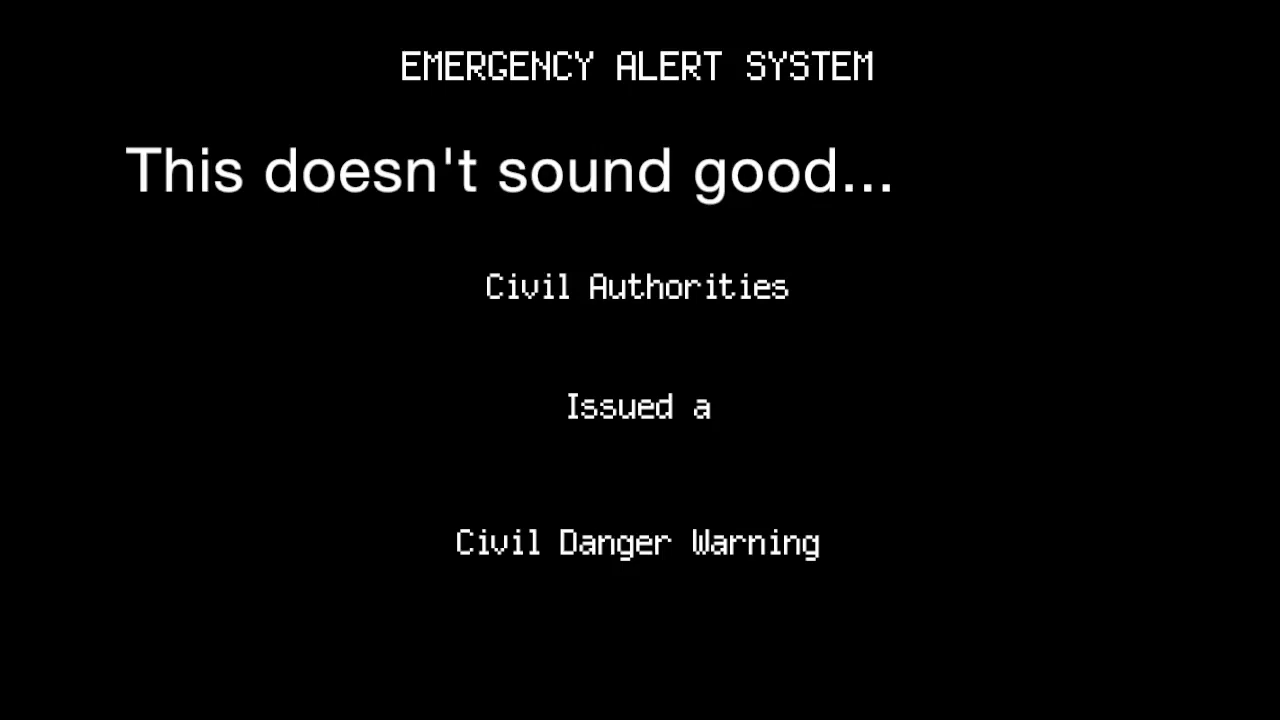 EMERGENCY ALERT SYSTEM
This doesn't sound good...
Civil Authorities
Issued a
Civil Danger Warning